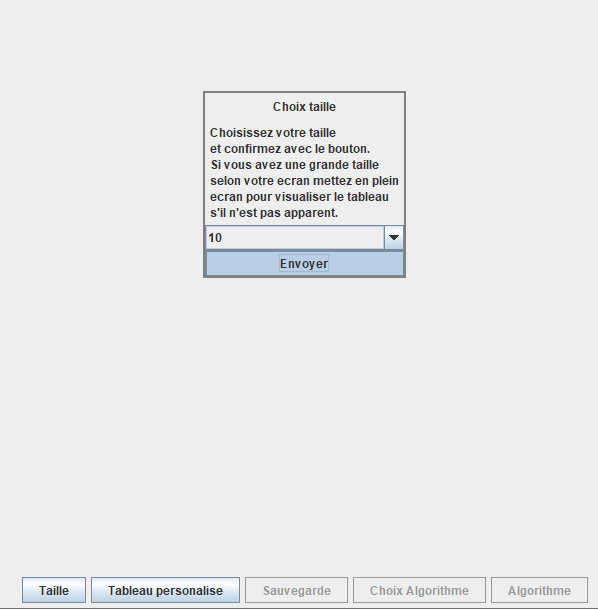 Choix taille
Choisissez votre taille
et confirmez avec le bouton.
Si vous avez une grande taille
selon votre ecran mettez en plein
ecran pour visualiser le tableau
s'il n'est pas apparent.
10
Envoyer
Taille Tableau personalise Sauvegarde Choix Algorithme Algorithme